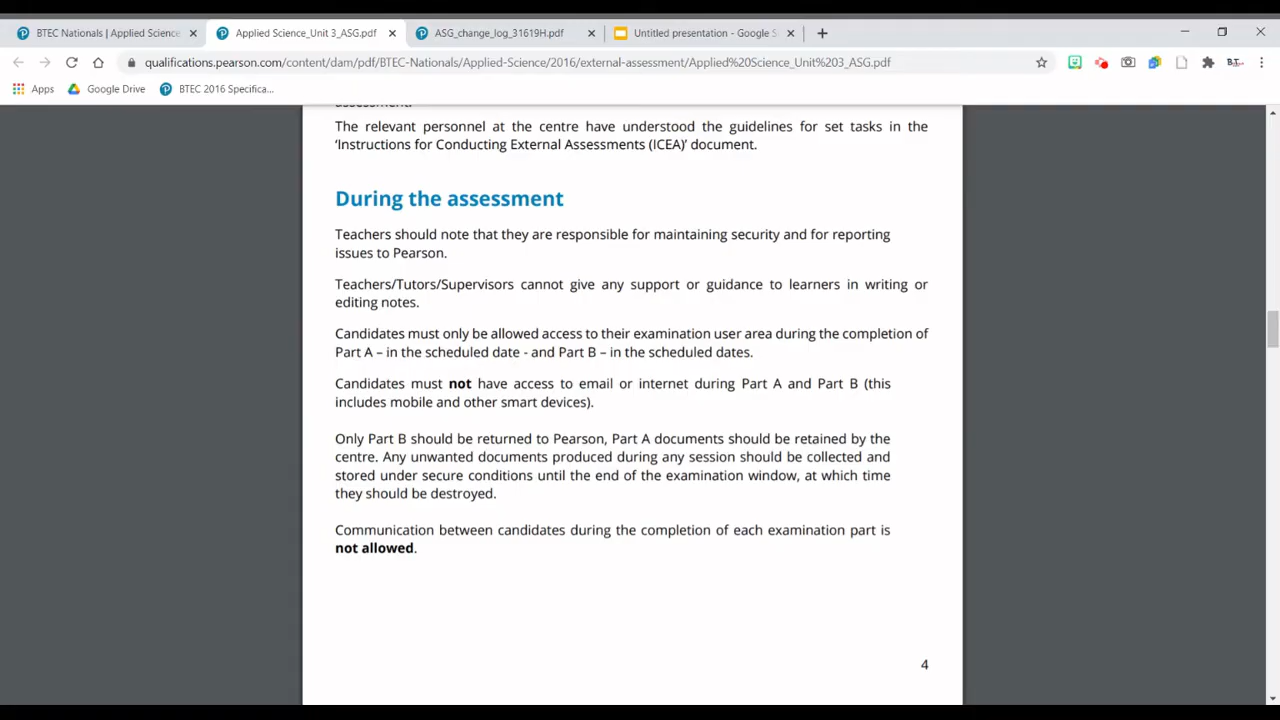 BTEC Nationals | Applied Science
Applied Science_Unit 3_ASG.pdf
ASG_change_log_31619H.pdf
Untitled presentation - Google S
qualifications.pearson.com/content/dam/pdf/BTEC-Nationals/Applied-Science/2016/external-assessment/Applied%20Science_Unit%203_ASG.pdf
Apps
Google Drive
BTEC 2016 Specifica...
assessment.
The relevant personnel at the centre have understood the guidelines for set tasks in the
‘Instructions for Conducting External Assessments (ICEA)’ document.
During the assessment
Teachers should note that they are responsible for maintaining security and for reporting
issues to Pearson.
Teachers/Tutors/Supervisors cannot give any support or guidance to learners in writing or
editing notes.
Candidates must only be allowed access to their examination user area during the completion of
Part A – in the scheduled date - and Part B – in the scheduled dates.
Candidates must not have access to email or internet during Part A and Part B (this
includes mobile and other smart devices).
Only Part B should be returned to Pearson, Part A documents should be retained by the
centre. Any unwanted documents produced during any session should be collected and
stored under secure conditions until the end of the examination window, at which time
they should be destroyed.
Communication between candidates during the completion of each examination part is
not allowed.
4